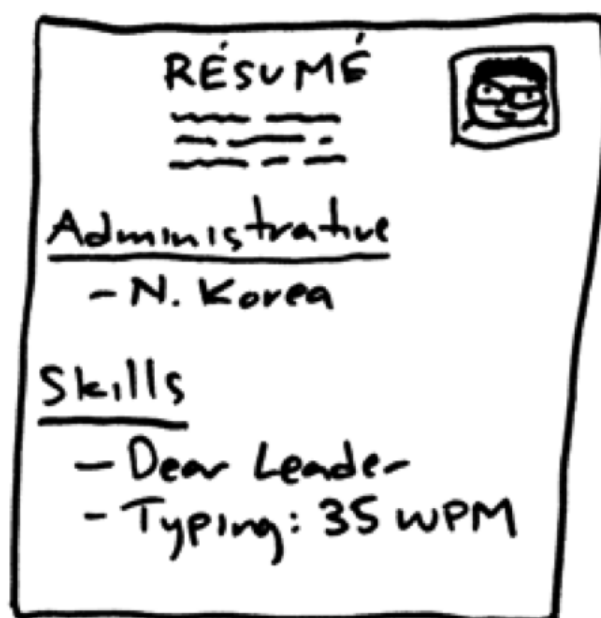 RÉSUMÉ
Administrative
- N. Korea
Skills
- Dear Leader
- Typing: 35 WPM